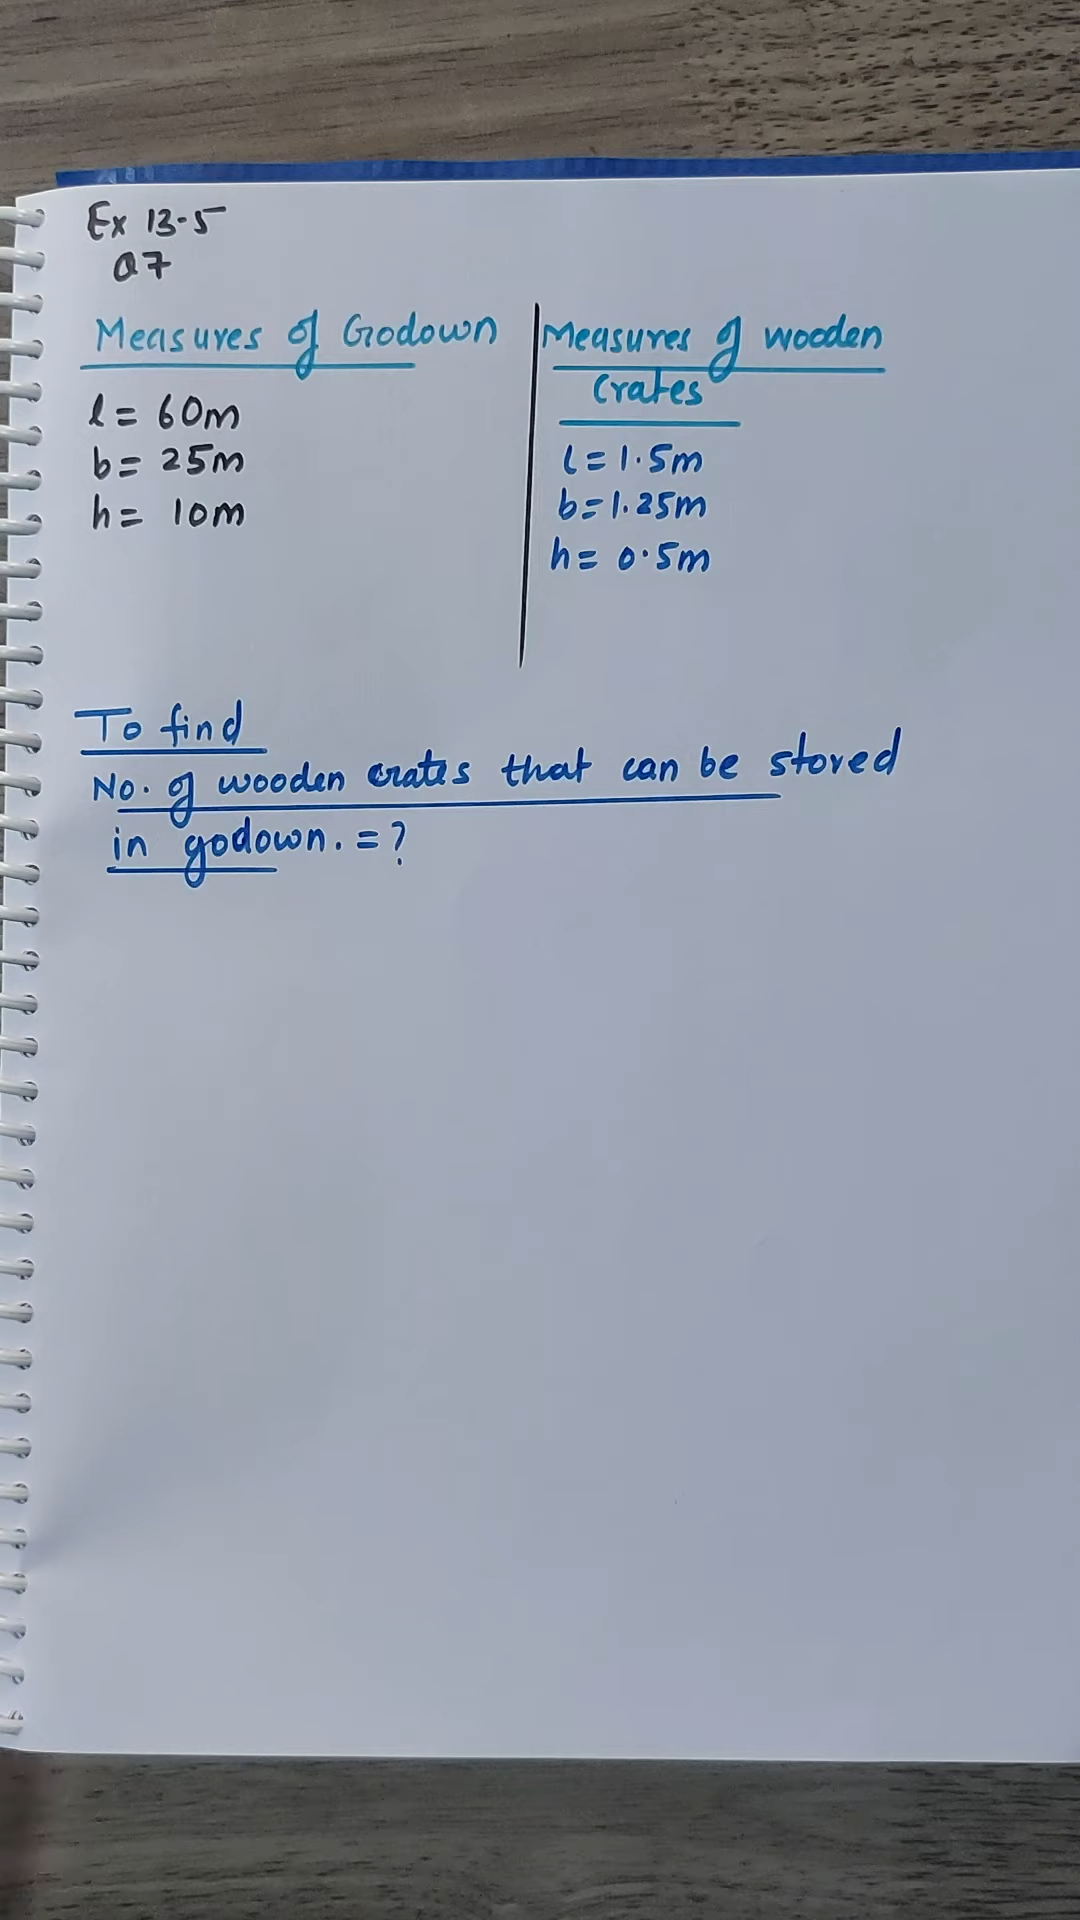 Ex 13.5
Q7
Measures of Godown
l = 60m
b = 25m
h = 10m
Measures of wooden
Crates
l = 1.5m
b = 1.25m
h = 0.5m
To find
No. of wooden crates that can be stored
in godown. = ?